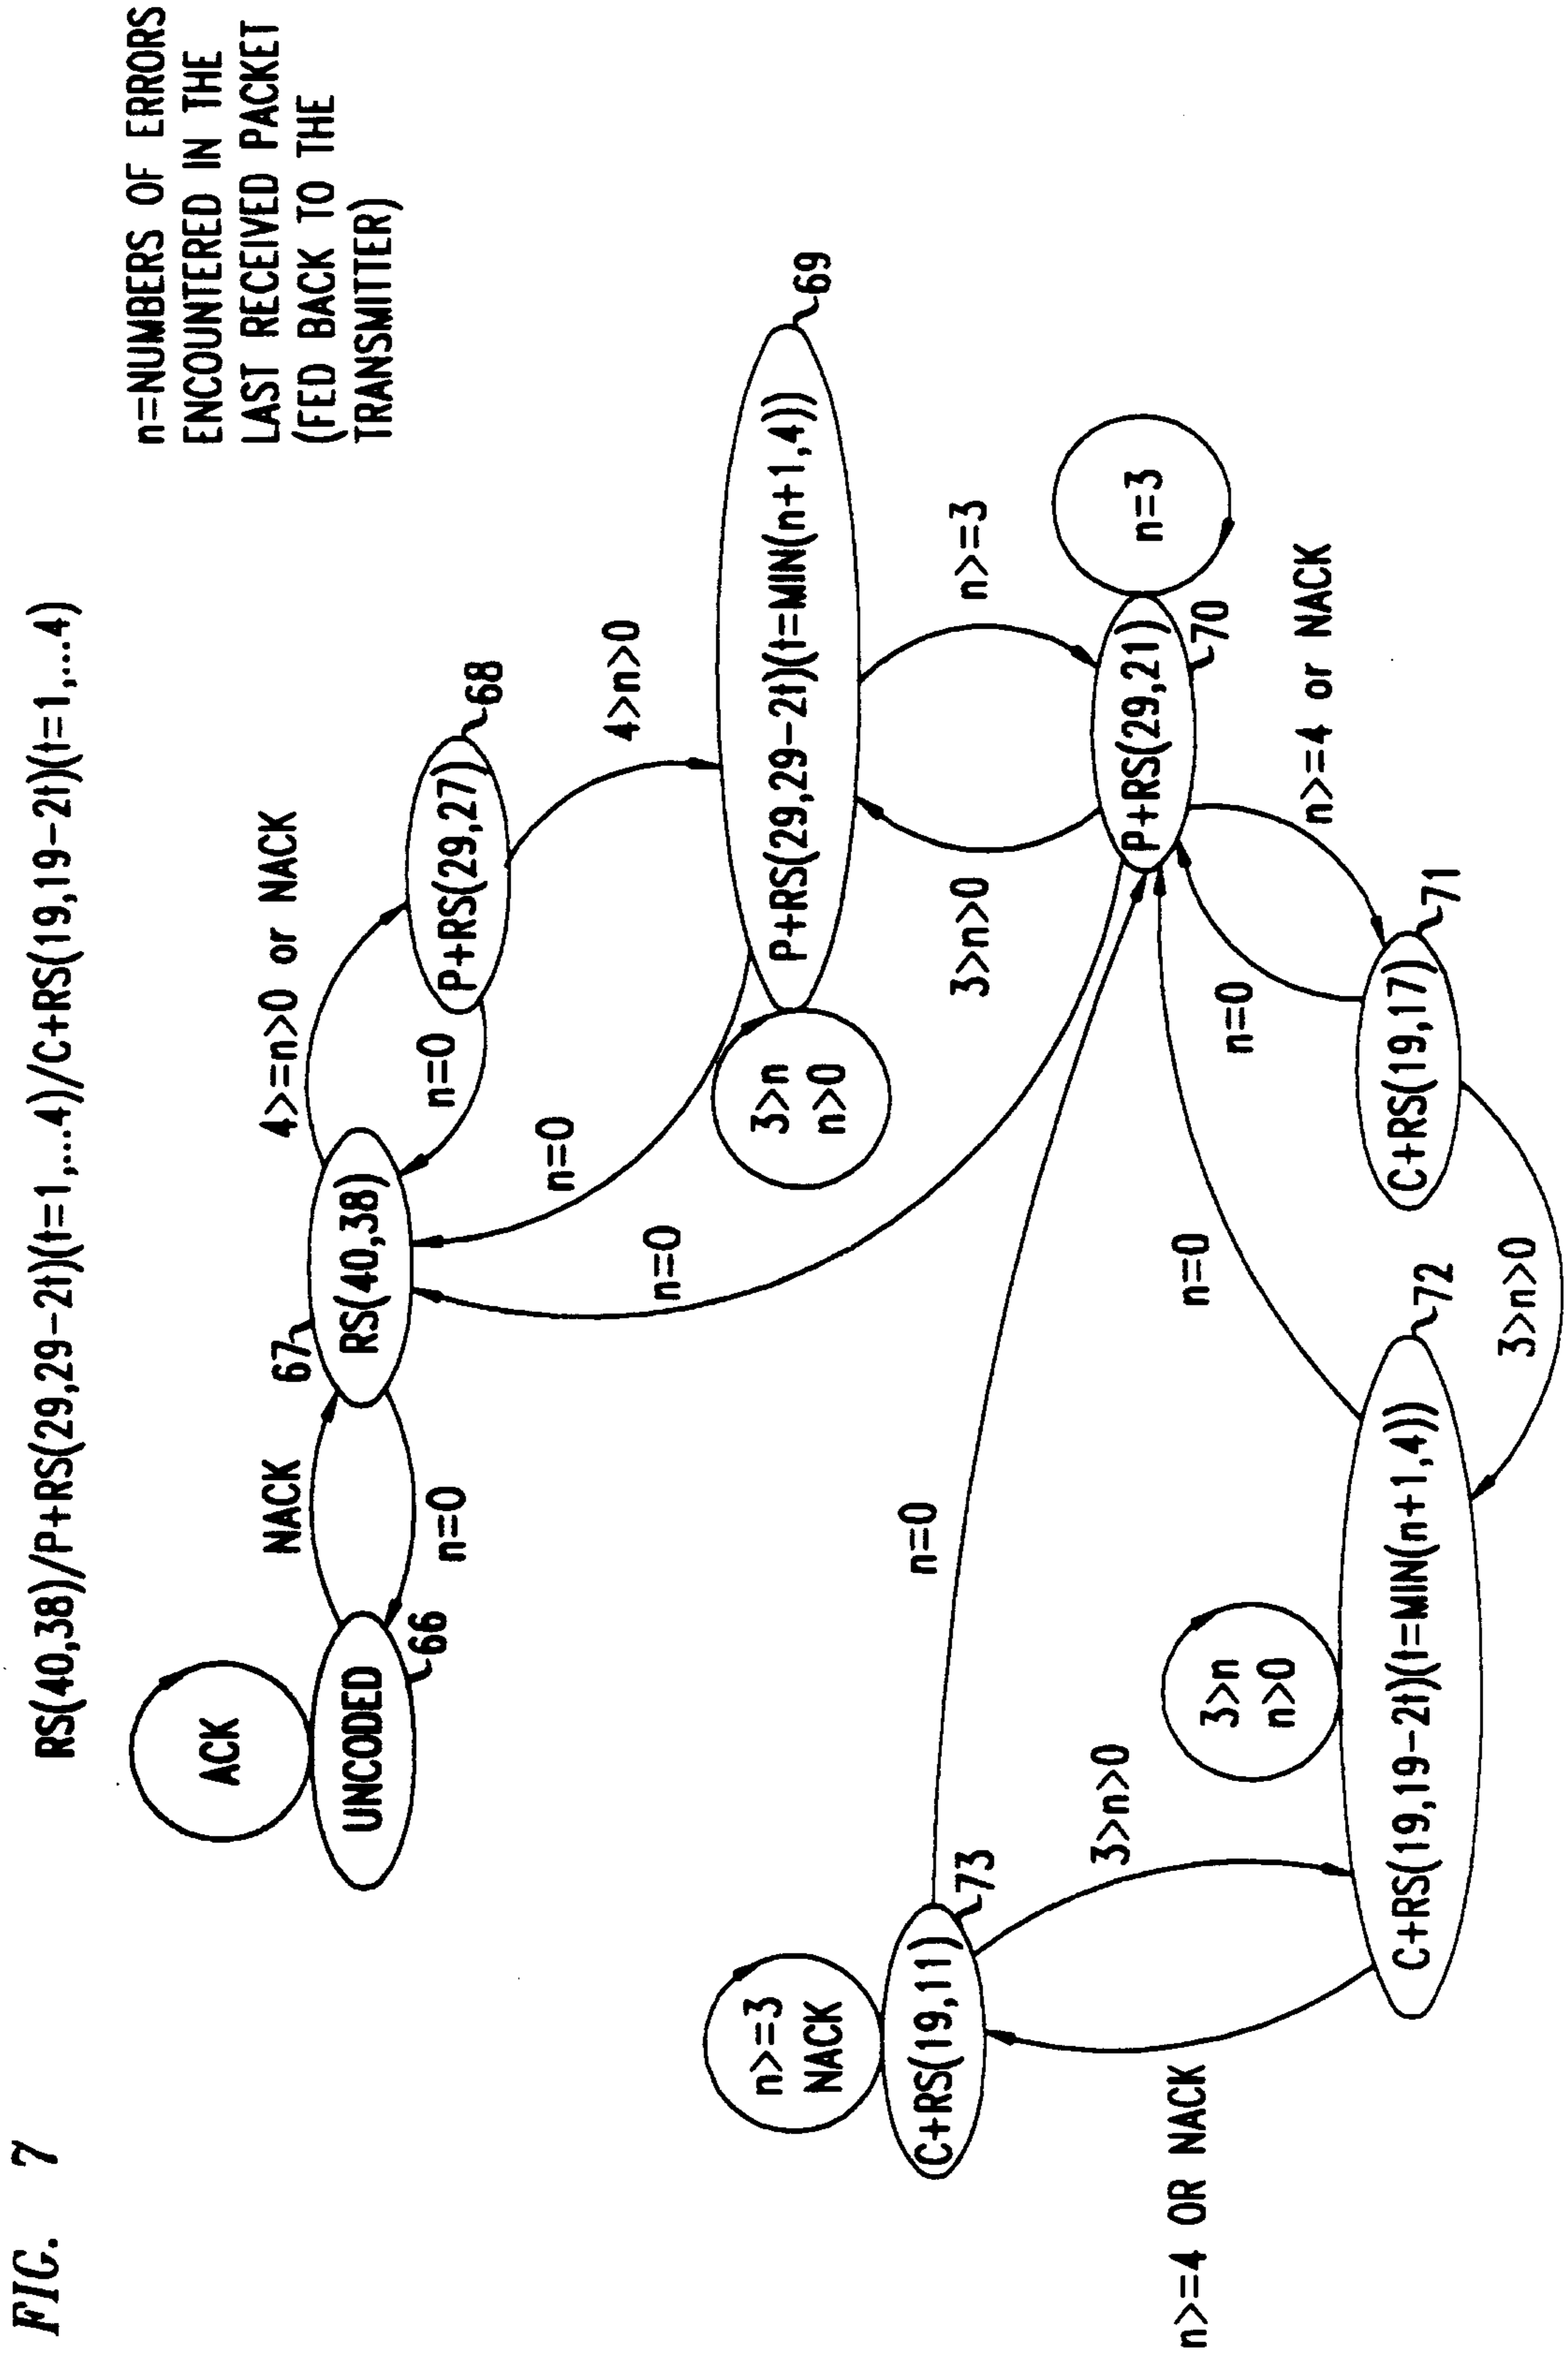 FIG. 7
RS(40,38)/P+RS(29,29-2t)(t=1,...4)/C+RS(19,19-2t)(t=1,...4)
n=NUMBERS OF ERRORS
ENCOUNTERED IN THE
LAST RECEIVED PACKET
(FED BACK TO THE
TRANSMITTER)
ACK
UNCODED
66
NACK
n=0
67
RS(40,38)
4>=n>0 or NACK
n=0
P+RS(29,27)
68
4>n>0
n=0
3>n
n>0
P+RS(29,29-2t)(t=MIN(n+1,4))
69
n=0
3>n>0
n>=3
P+RS(29,21)
70
n=3
n>=4 or NACK
n=0
C+RS(19,17)
71
n=0
n=0
3>n>0
n>=3
NACK
C+RS(19,11)
73
3>n>0
3>n
n>0
C+RS(19,19-2t)(t=MIN(n+1,4))
72
n>=4 OR NACK